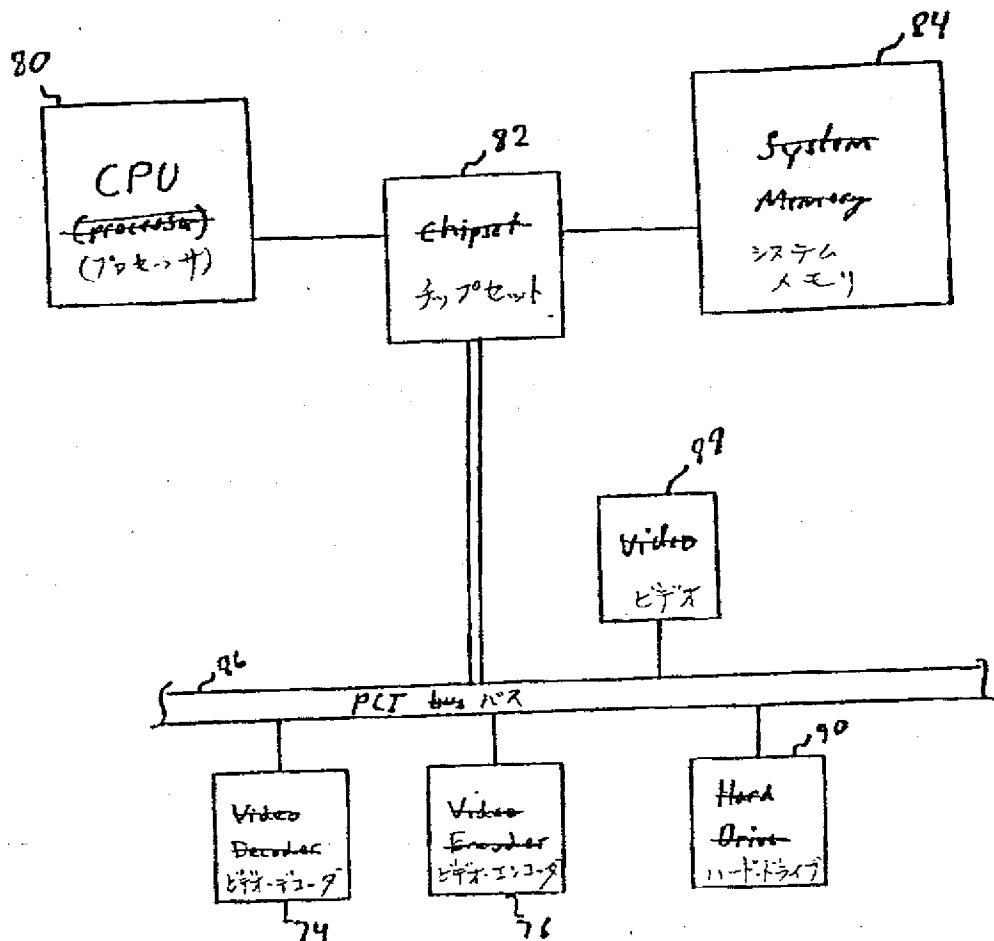 80
CPU
(processor)
(プロセッサ)
82
Chipset
チップセット
84
System
Memory
システム
メモリ
88
Video
ビデオ
86
PCI bus バス
Video
Decoder
ビデオ・デコーダ
74
Video
Encoder
ビデオ・エンコーダ
76
90
Hard
Drive
ハード・ドライブ